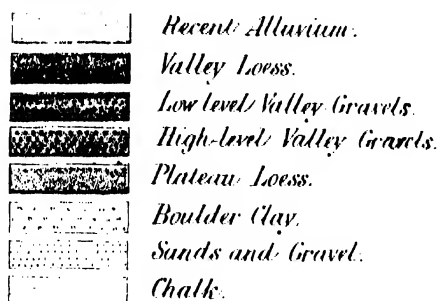 Recent Alluvium.
Valley Loess.
Low level Valley Gravels.
High-level Valley Gravels.
Plateau Loess.
Boulder Clay.
Sands and Gravel.
Chalk.